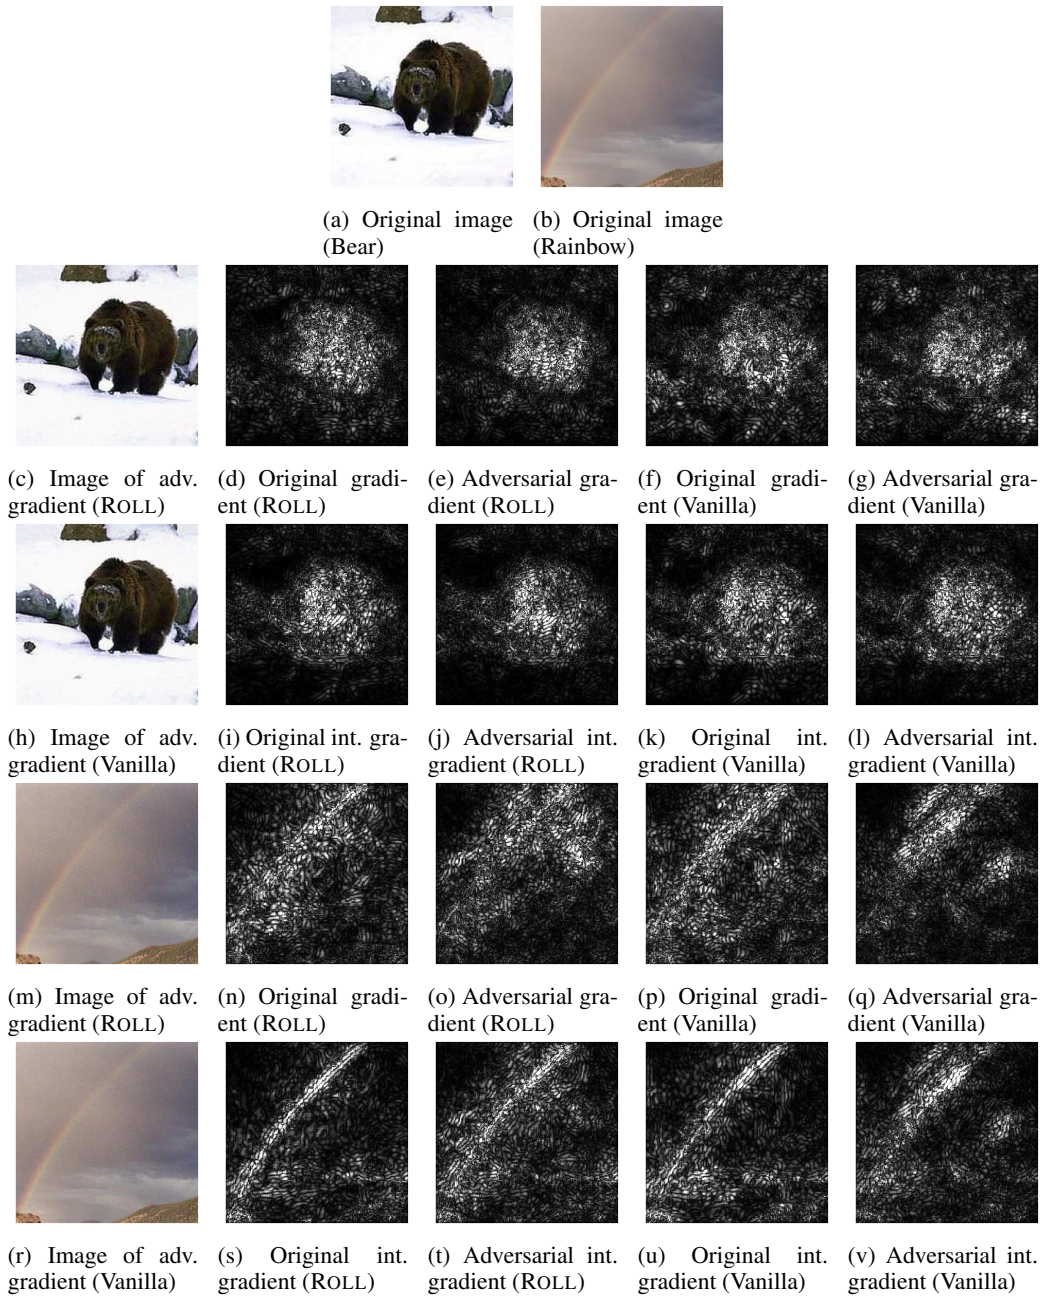 (a) Original image (b) Original image
(Bear) (Rainbow)
(c) Image of adv. (d) Original gradi- (e) Adversarial gra- (f) Original gradi- (g) Adversarial gra-
gradient (ROLL) ent (ROLL) dient (ROLL) ent (Vanilla) dient (Vanilla)
(h) Image of adv. (i) Original int. gra- (j) Adversarial int. (k) Original int. (l) Adversarial int.
gradient (Vanilla) dient (ROLL) gradient (ROLL) gradient (Vanilla) gradient (Vanilla)
(m) Image of adv. (n) Original gradi- (o) Adversarial gra- (p) Original gradi- (q) Adversarial gra-
gradient (ROLL) ent (ROLL) dient (ROLL) ent (Vanilla) dient (Vanilla)
(r) Image of adv. (s) Original int. (t) Adversarial int. (u) Original int. (v) Adversarial int.
gradient (Vanilla) gradient (ROLL) gradient (ROLL) gradient (Vanilla) gradient (Vanilla)